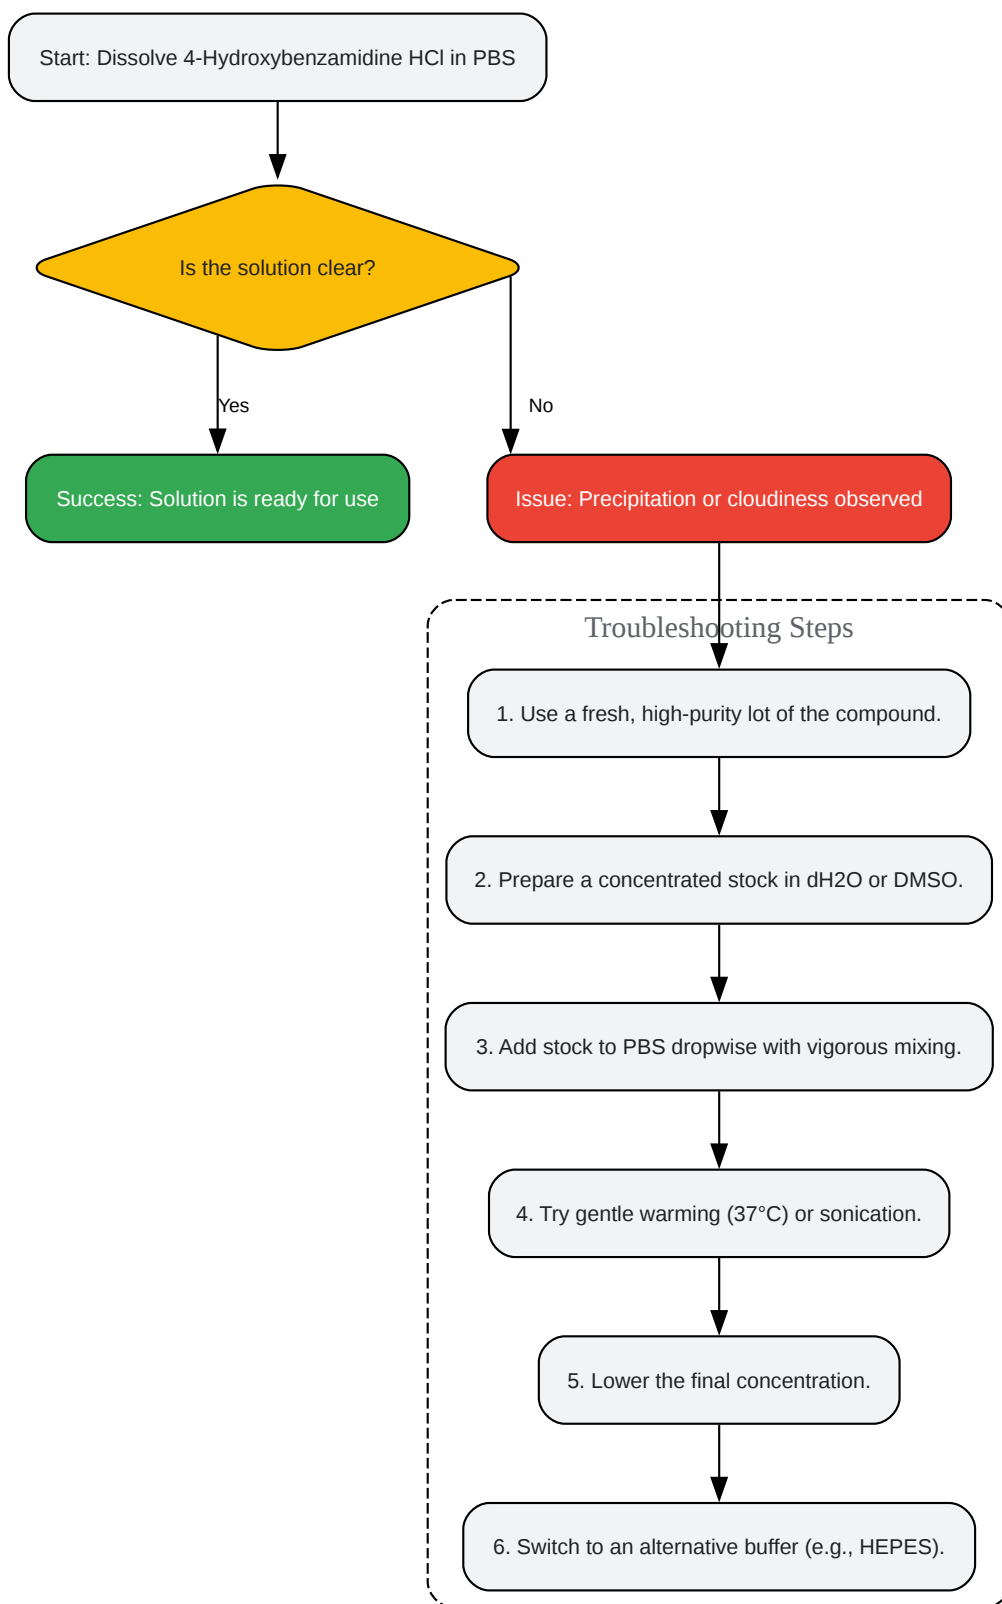 Start: Dissolve 4-Hydroxybenzamidine HCl in PBS
Is the solution clear?
Yes
No
Success: Solution is ready for use
Issue: Precipitation or cloudiness observed
Troubleshooting Steps
1. Use a fresh, high-purity lot of the compound.
2. Prepare a concentrated stock in dH2O or DMSO.
3. Add stock to PBS dropwise with vigorous mixing.
4. Try gentle warming (37°C) or sonication.
5. Lower the final concentration.
6. Switch to an alternative buffer (e.g., HEPES).